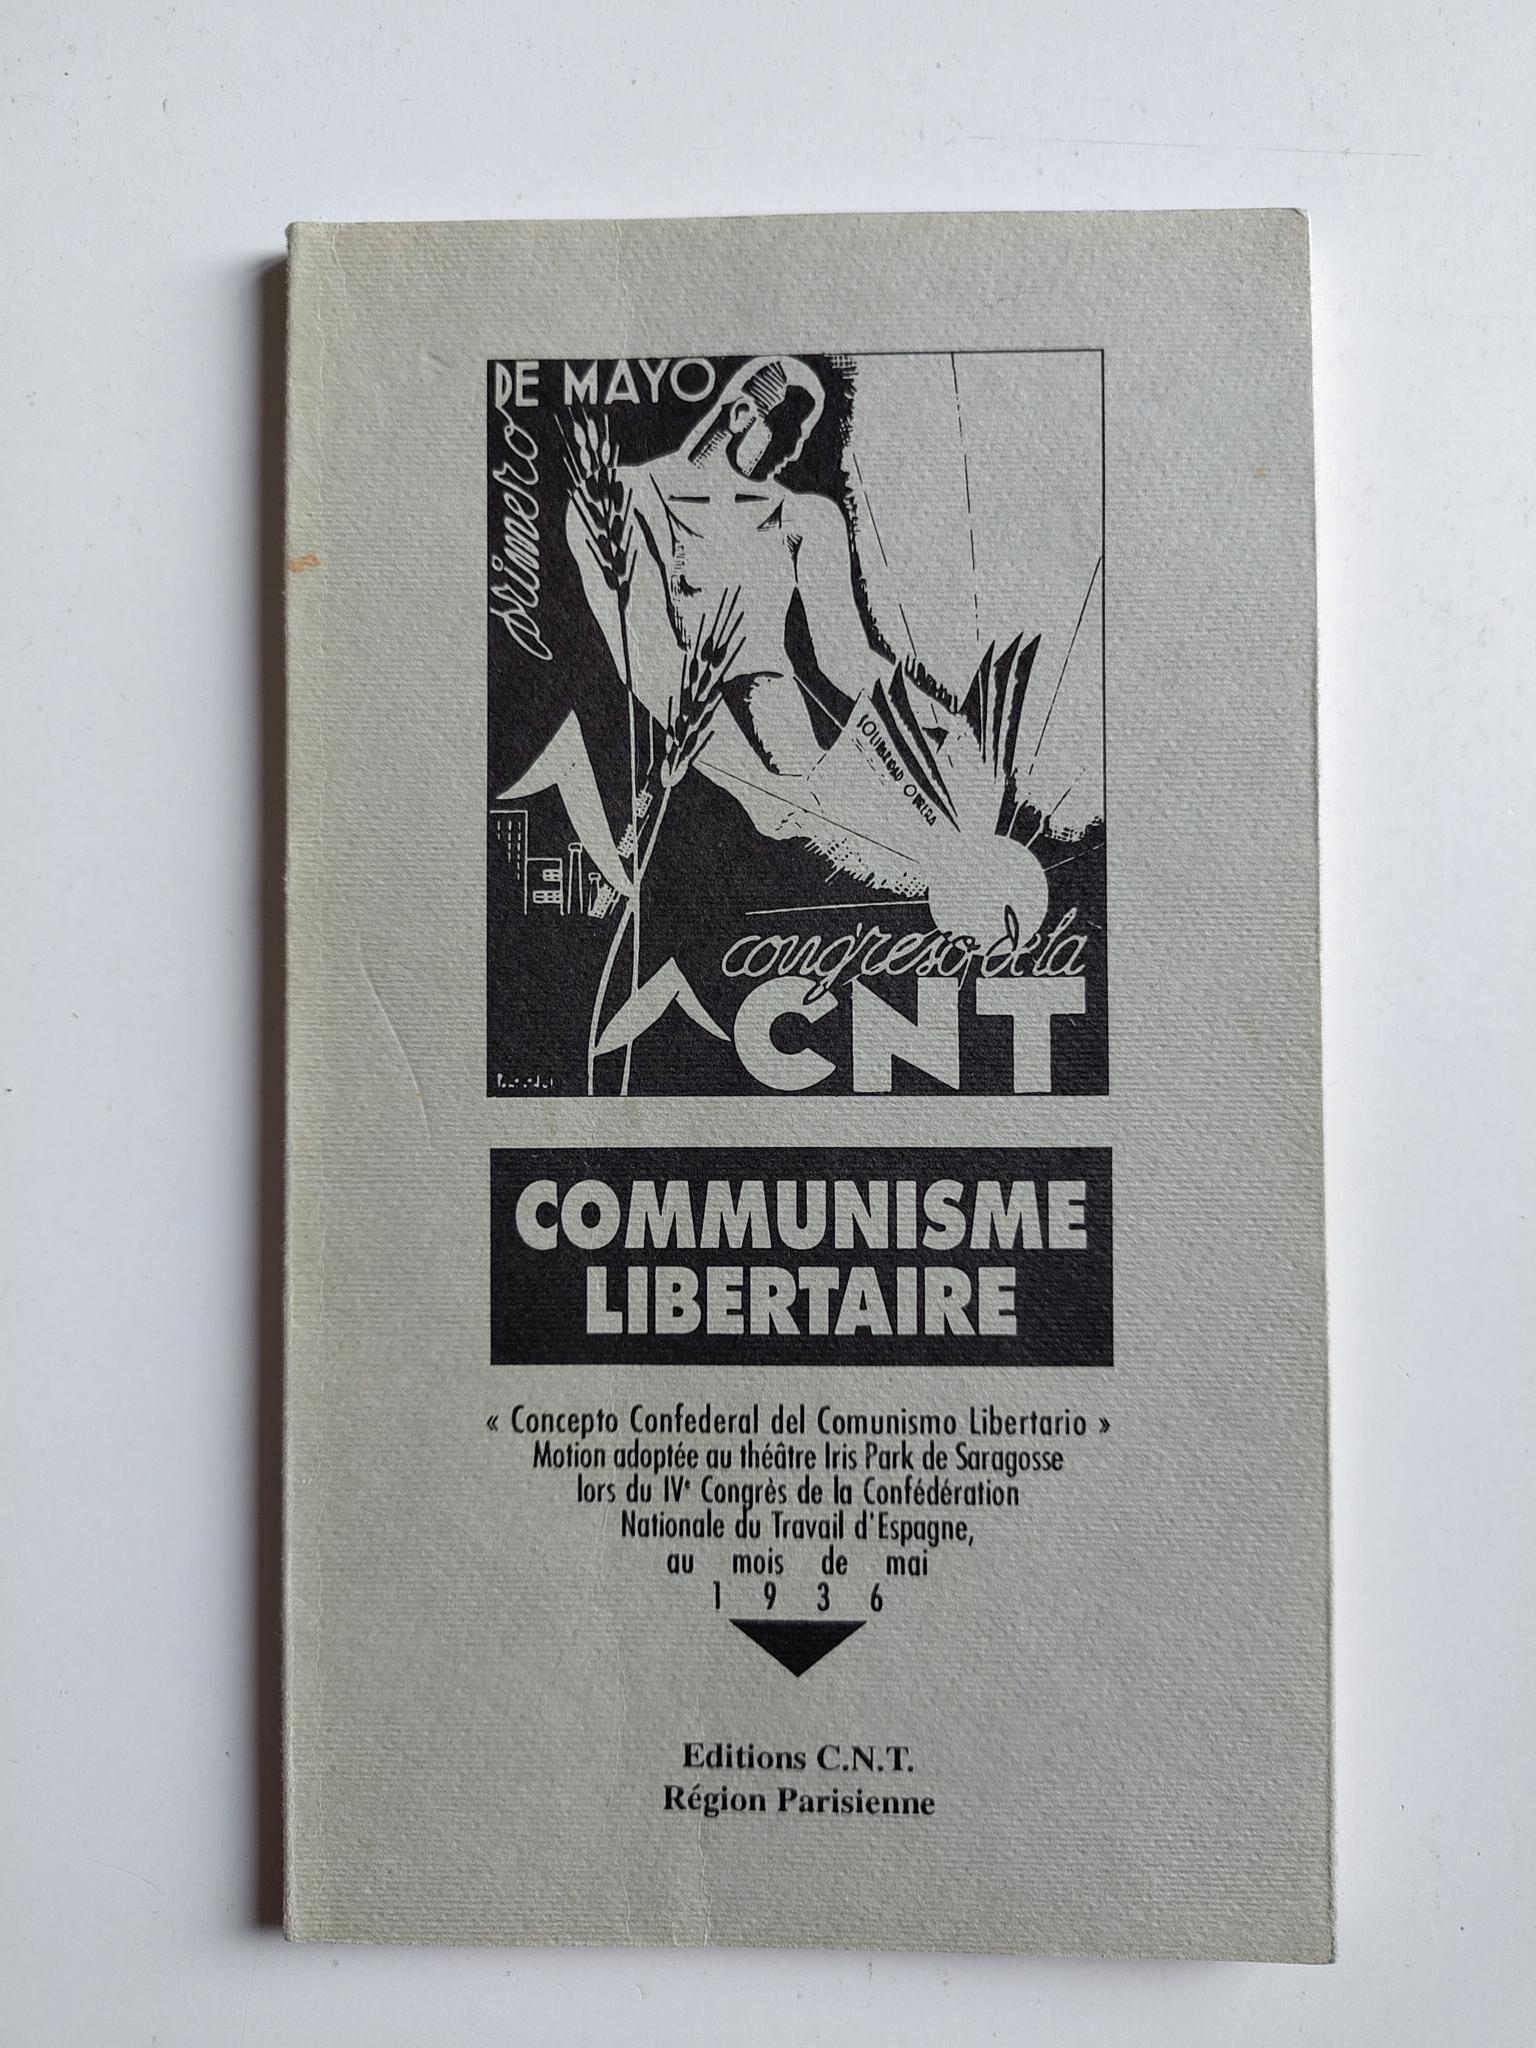 DE MAYO
primero
SOLIDARIDAD OBRERA
congreso de la
CNT
COMMUNISME
LIBERTAIRE
« Concepto Confederal del Comunismo Libertario »
Motion adoptée au théâtre Iris Park de Saragosse
lors du IVe Congrès de la Confédération
Nationale du Travail d'Espagne,
au mois de mai
1 9 3 6
Editions C.N.T.
Région Parisienne